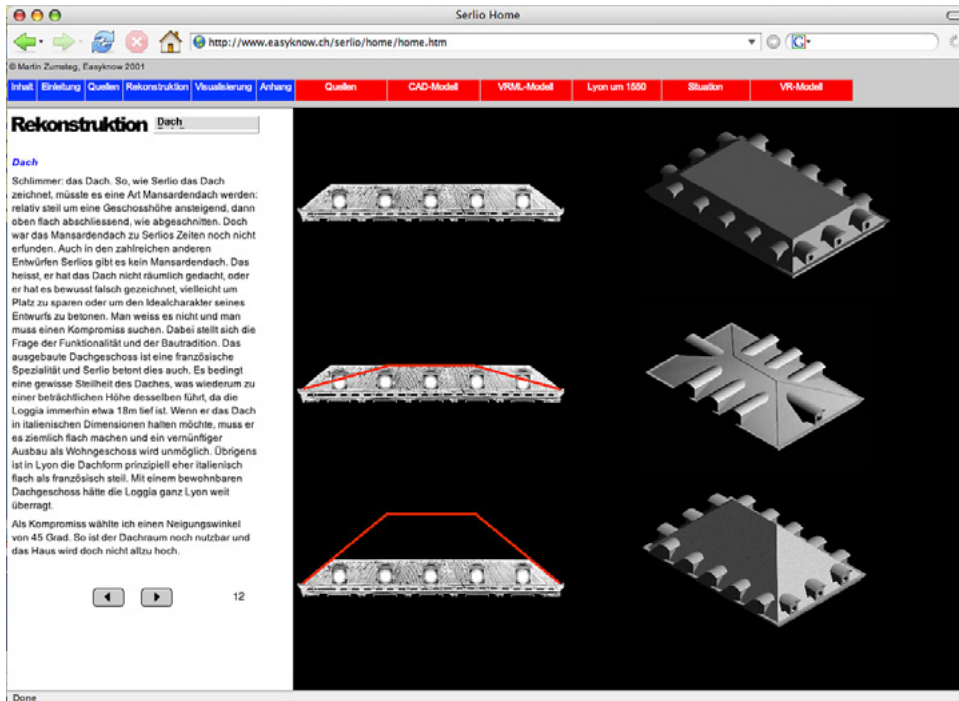 Serlio Home
http://www.easyknow.ch/serlio/home/home.htm
© Martin Zumsteg, Easyknow 2001
Inhalt Einleitung Quellen Rekonstruktion Visualisierung Anhang Quellen CAD-Modell VRML-Modell Lyon um 1550 Situation VR-Modell
Rekonstruktion Dach
Dach
Schlimmer: das Dach. So, wie Serlio das Dach
zeichnet, müsste es eine Art Mansardendach werden:
relativ steil um eine Geschosshöhe ansteigend, dann
oben flach abschliessend, wie abgeschnitten. Doch
war das Mansardendach zu Serlios Zeiten noch nicht
erfunden. Auch in den zahlreichen anderen
Entwürfen Serlios gibt es kein Mansardendach. Das
heisst, er hat das Dach nicht räumlich gedacht, oder
er hat es bewusst falsch gezeichnet, vielleicht um
Platz zu sparen oder um den Idealcharakter seines
Entwurfs zu betonen. Man weiss es nicht und man
muss einen Kompromiss suchen. Dabei stellt sich die
Frage der Funktionalität und der Bautradition. Das
ausgebaute Dachgeschoss ist eine französische
Spezialität und Serlio betont dies auch. Es bedingt
eine gewisse Steilheit des Daches, was wiederum zu
einer beträchtlichen Höhe desselben führt, da die
Loggia immerhin etwa 18m tief ist. Wenn er das Dach
in italienischen Dimensionen halten möchte, muss er
es ziemlich flach machen und ein vernünftiger
Ausbau als Wohngeschoss wird unmöglich. Übrigens
ist in Lyon die Dachform prinzipiell eher italienisch
flach als französisch steil. Mit einem bewohnbaren
Dachgeschoss hätte die Loggia ganz Lyon weit
überragt.
Als Kompromiss wählte ich einen Neigungswinkel
von 45 Grad. So ist der Dachraum noch nutzbar und
das Haus wird doch nicht allzu hoch.
12
Done